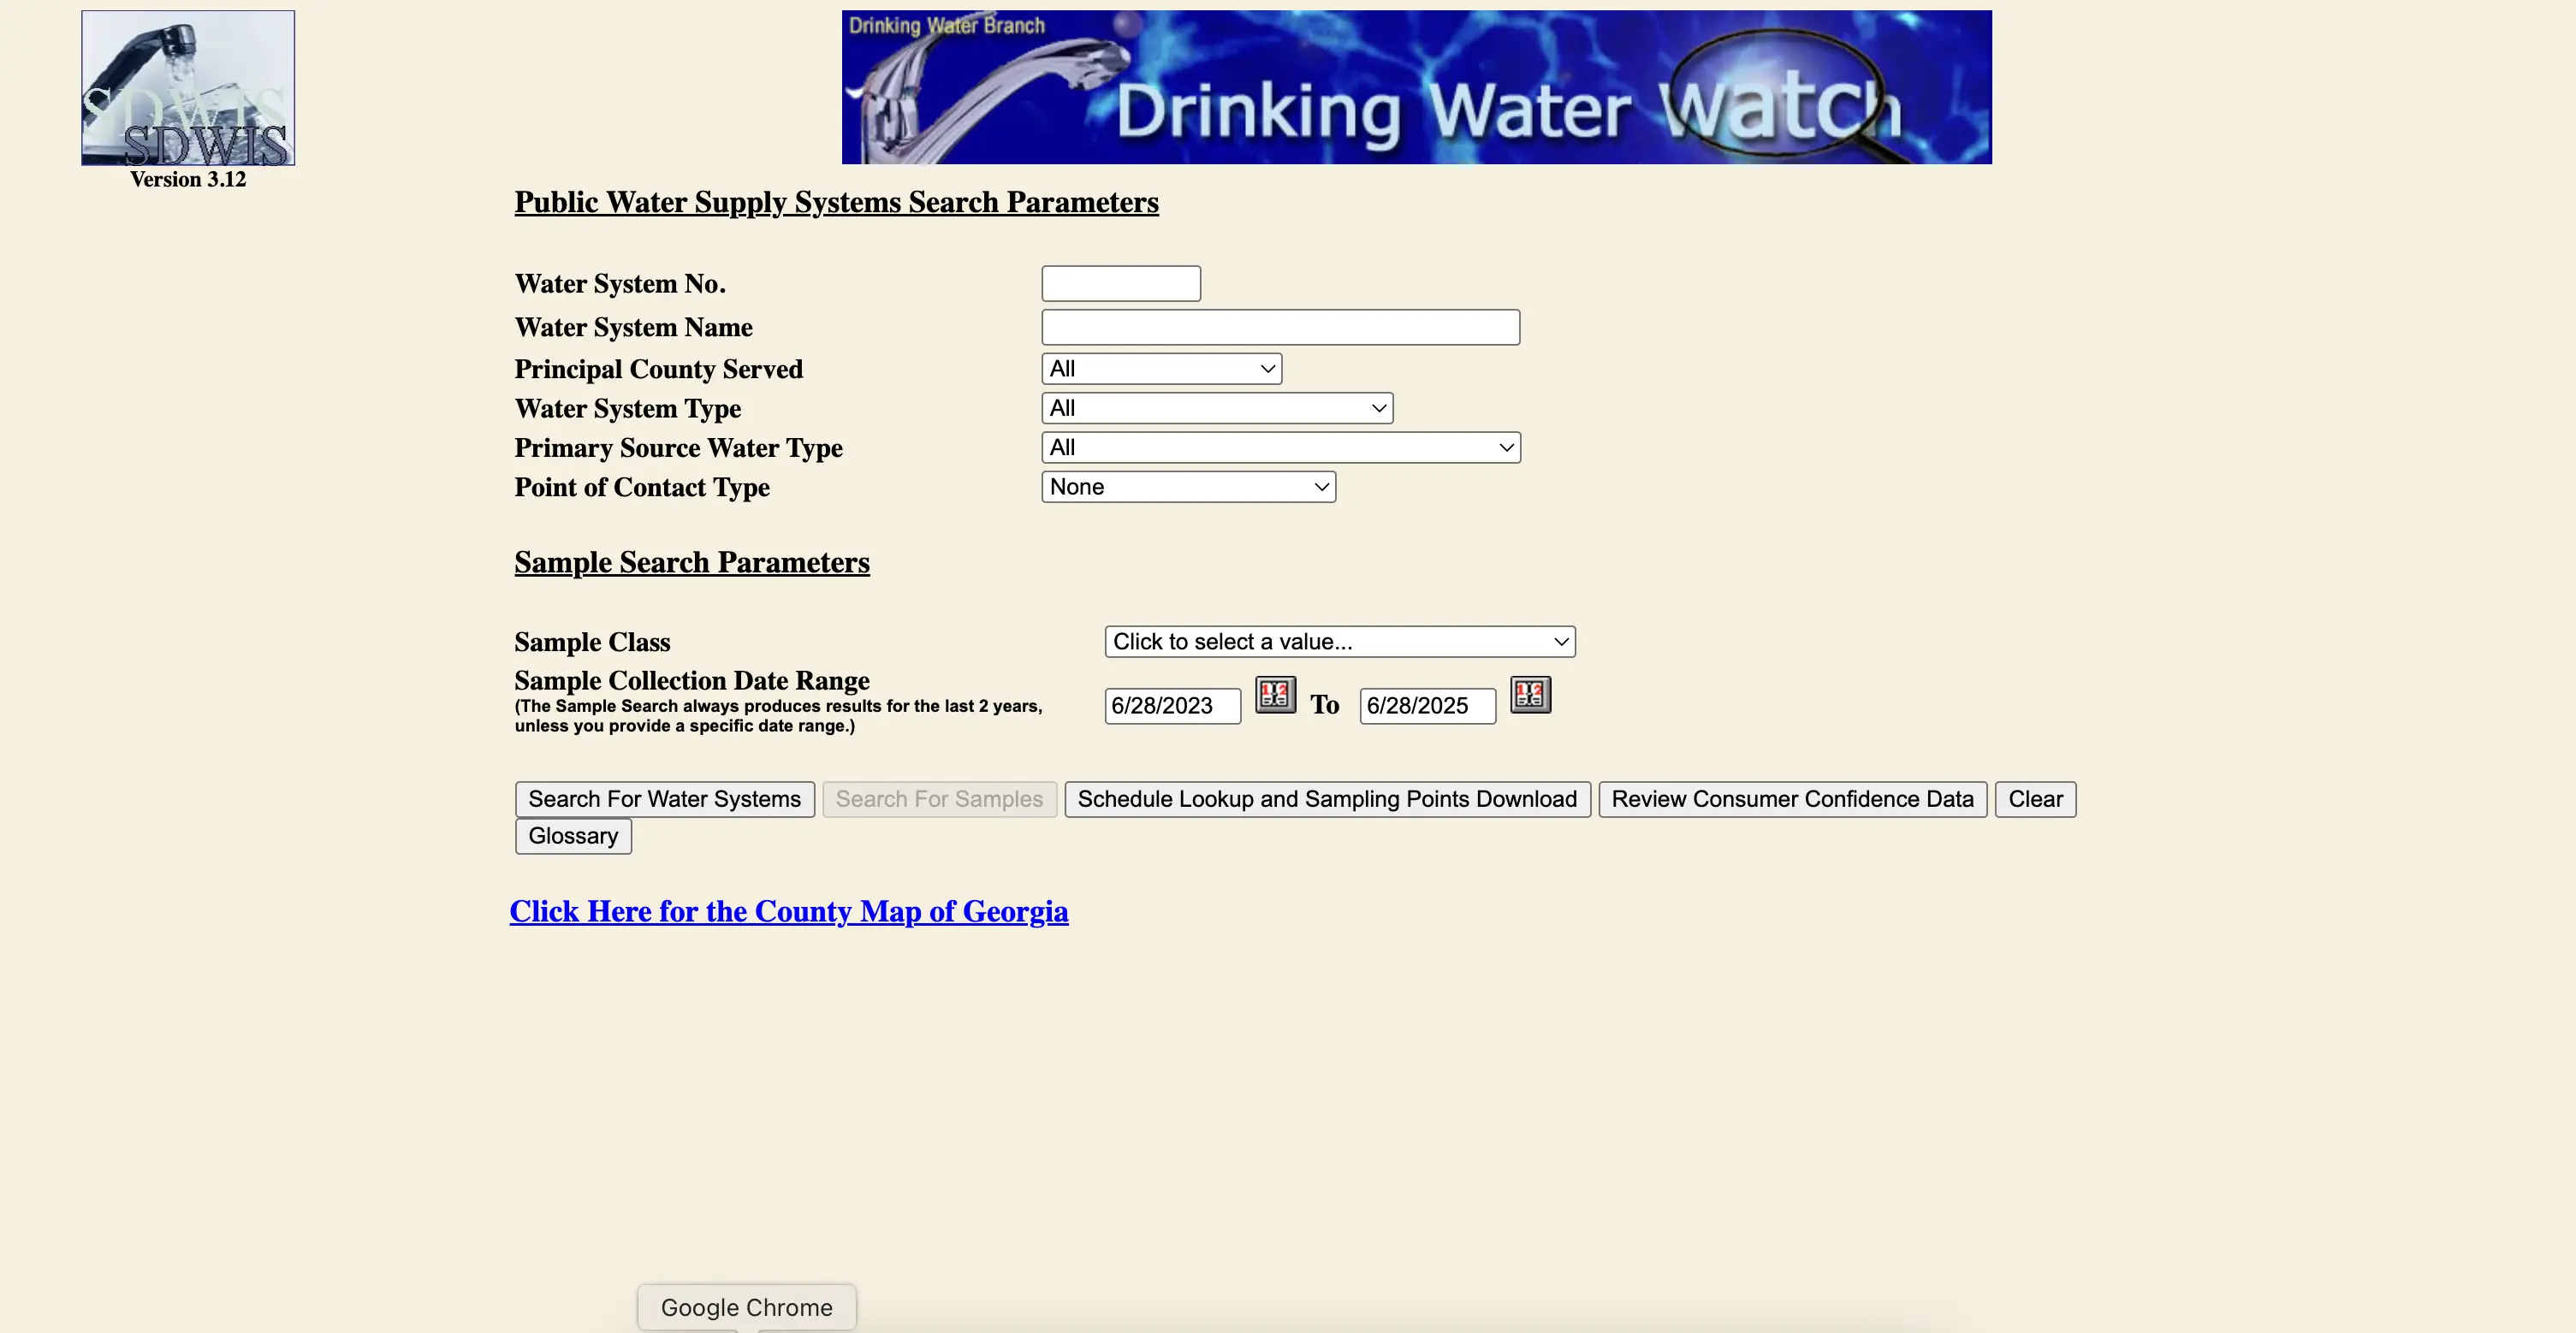 SDWIS
SDWIS
Version 3.12
Drinking Water Branch
Drinking Water Watch
Public Water Supply Systems Search Parameters
Water System No.
Water System Name
Principal County Served All
Water System Type All
Primary Source Water Type All
Point of Contact Type None
Sample Search Parameters
Sample Class Click to select a value...
Sample Collection Date Range
(The Sample Search always produces results for the last 2 years,
unless you provide a specific date range.)
6/28/2023 To 6/28/2025
Search For Water Systems Search For Samples Schedule Lookup and Sampling Points Download Review Consumer Confidence Data Clear
Glossary
Click Here for the County Map of Georgia
Google Chrome